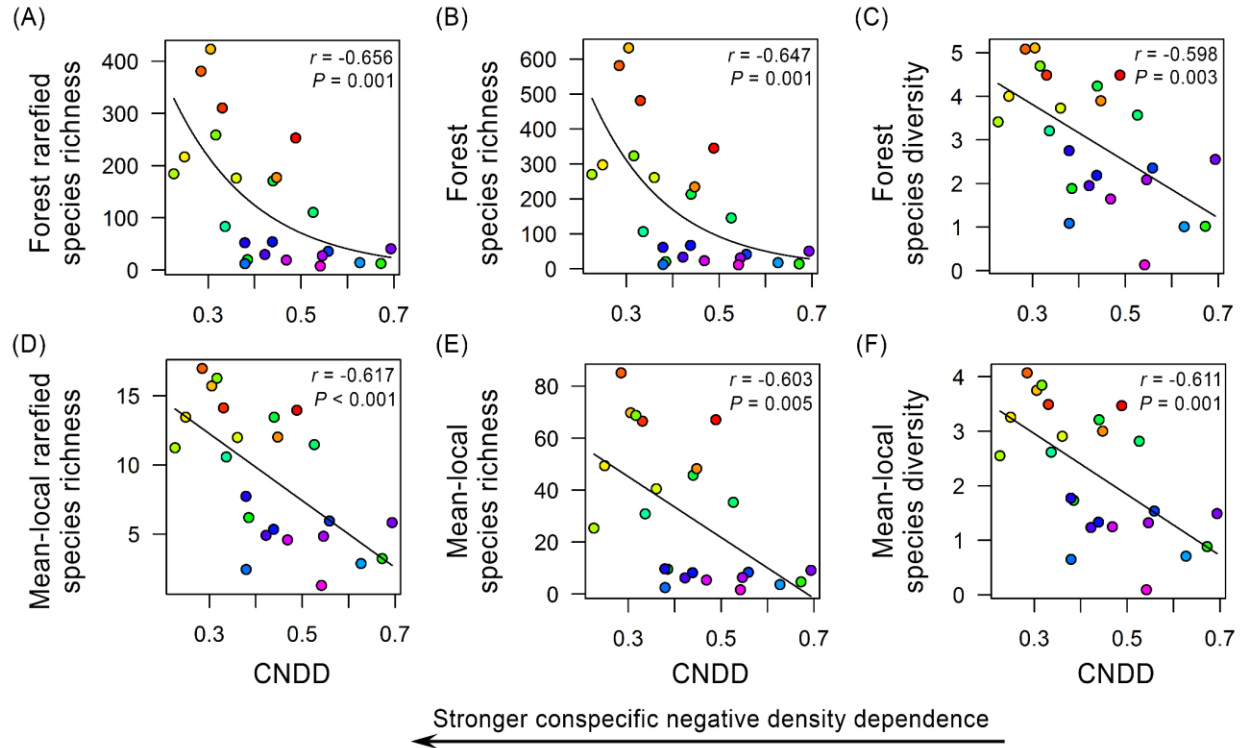 (A)
Forest rarefied
species richness
400
300
200
100
0
r = -0.656
P = 0.001
0.3
0.5
0.7
(B)
Forest
species richness
600
500
400
300
200
100
0
r = -0.647
P = 0.001
0.3
0.5
0.7
(C)
Forest
species diversity
5
4
3
2
1
0
r = -0.598
P = 0.003
0.3
0.5
0.7
(D)
Mean-local rarefied
species richness
15
10
5
r = -0.617
P < 0.001
0.3
0.5
0.7
CNDD
(E)
Mean-local
species richness
80
60
40
20
0
r = -0.603
P = 0.005
0.3
0.5
0.7
CNDD
(F)
Mean-local
species diversity
4
3
2
1
0
r = -0.611
P = 0.001
0.3
0.5
0.7
CNDD
Stronger conspecific negative density dependence